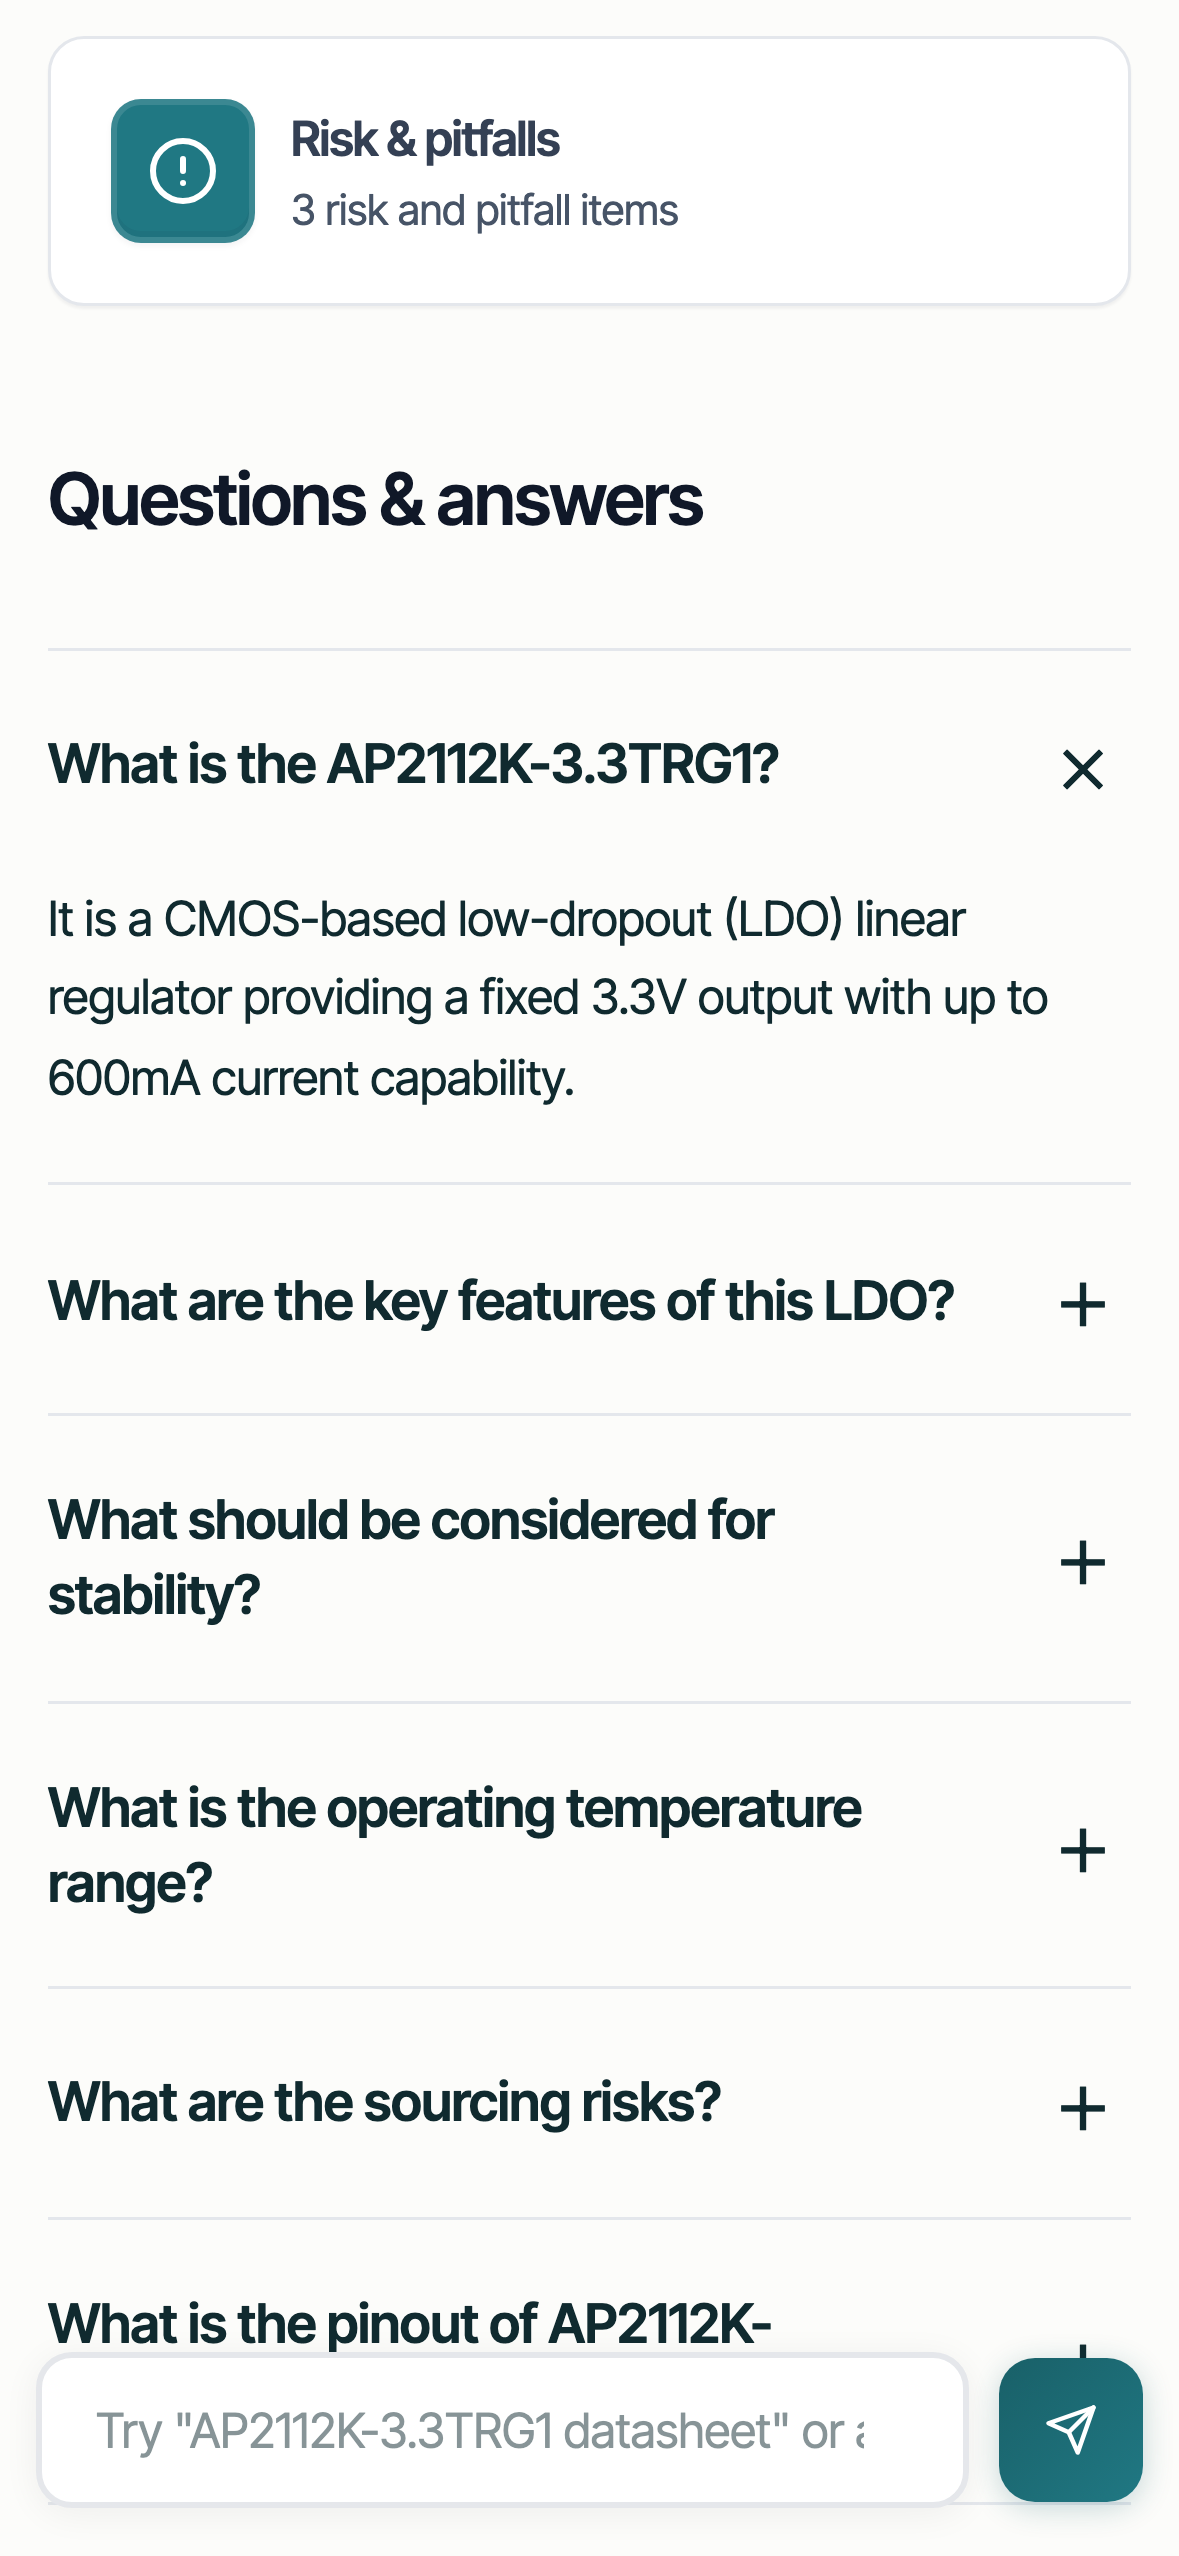 Risk & pitfalls
3 risk and pitfall items
Questions & answers
What is the AP2112K-3.3TRG1?
It is a CMOS-based low-dropout (LDO) linear
regulator providing a fixed 3.3V output with up to
600mA current capability.
What are the key features of this LDO?
What should be considered for
stability?
What is the operating temperature
range?
What are the sourcing risks?
What is the pinout of AP2112K-
Try "AP2112K-3.3TRG1 datasheet" or